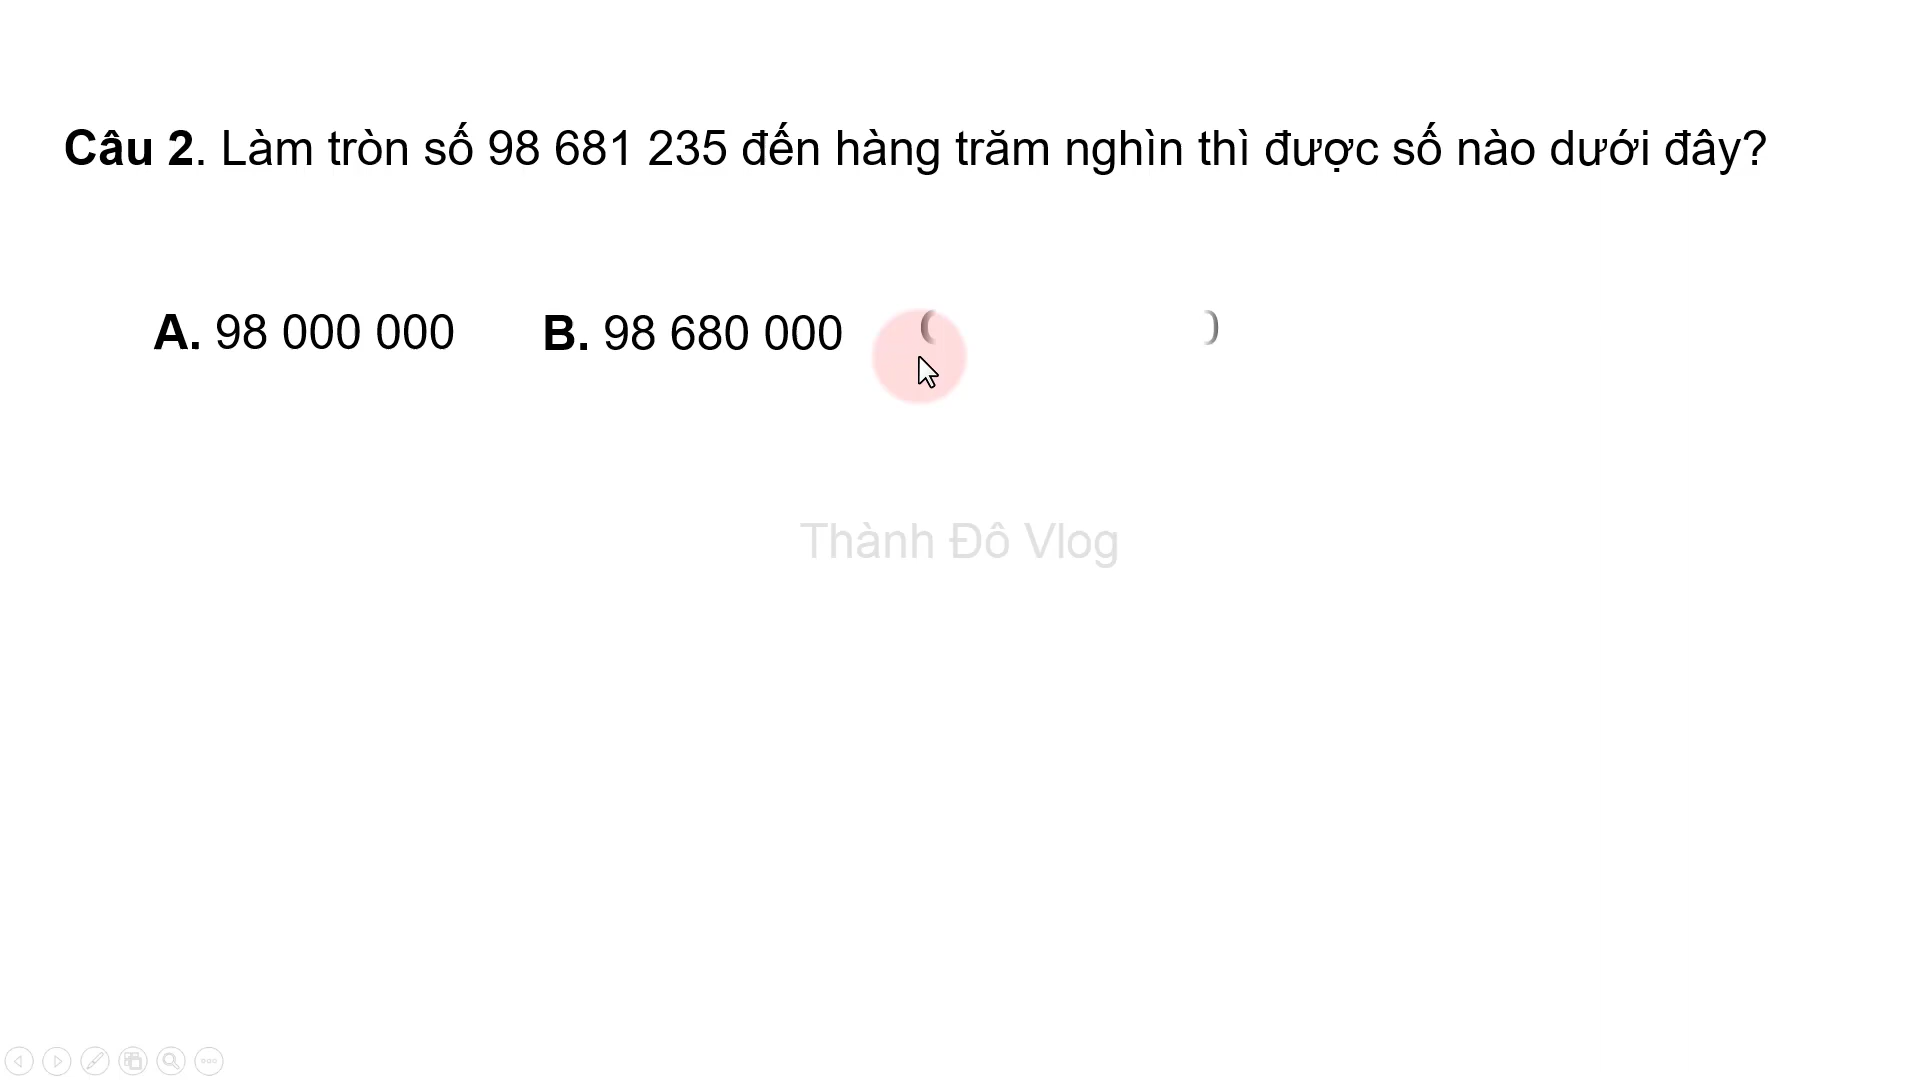 Câu 2. Làm tròn số 98 681 235 đến hàng trăm nghìn thì được số nào dưới đây?
A. 98 000 000 B. 98 680 000
Thành Đô Vlog